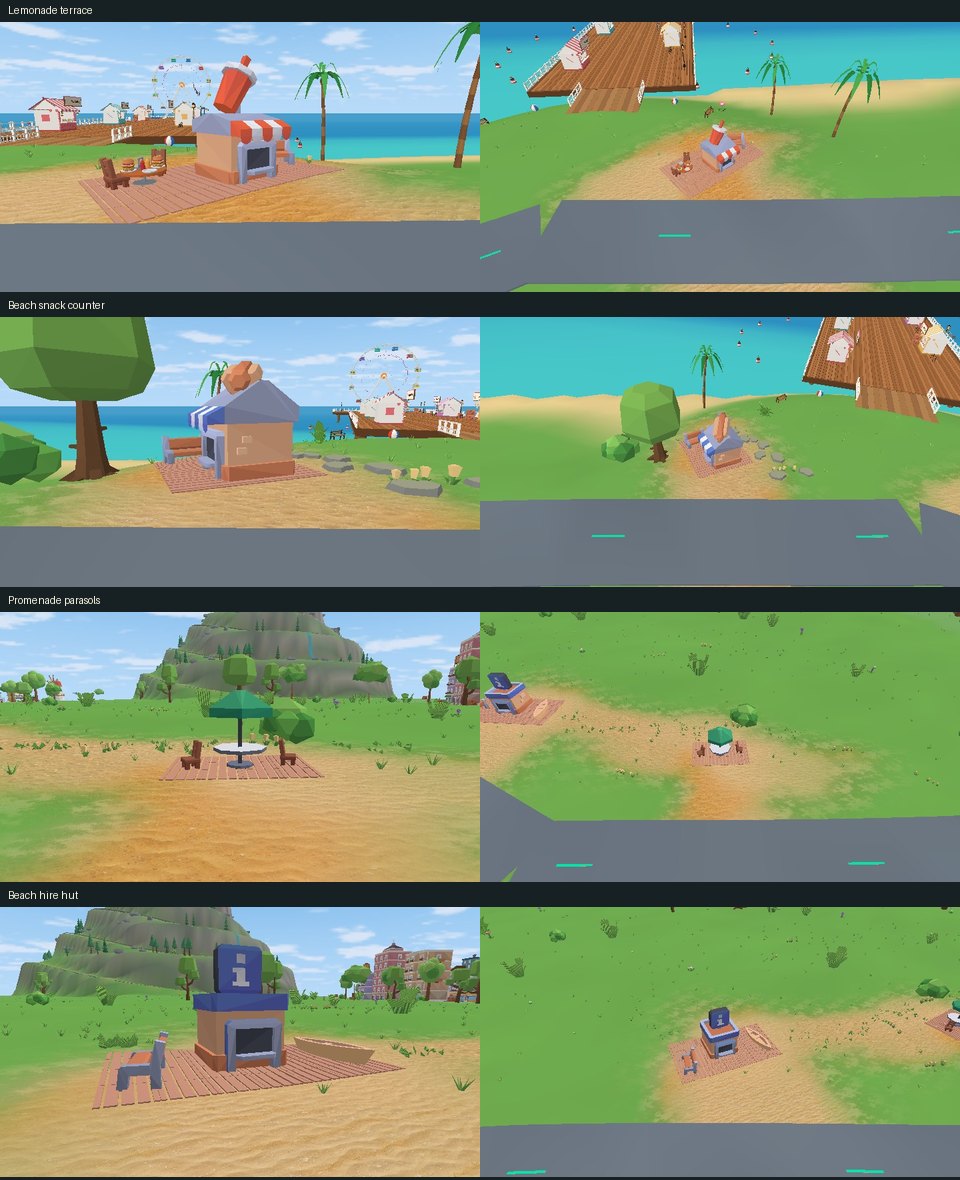 Lemonade terrace
Beach snack counter
Promenade parasols
Beach hire hut
i